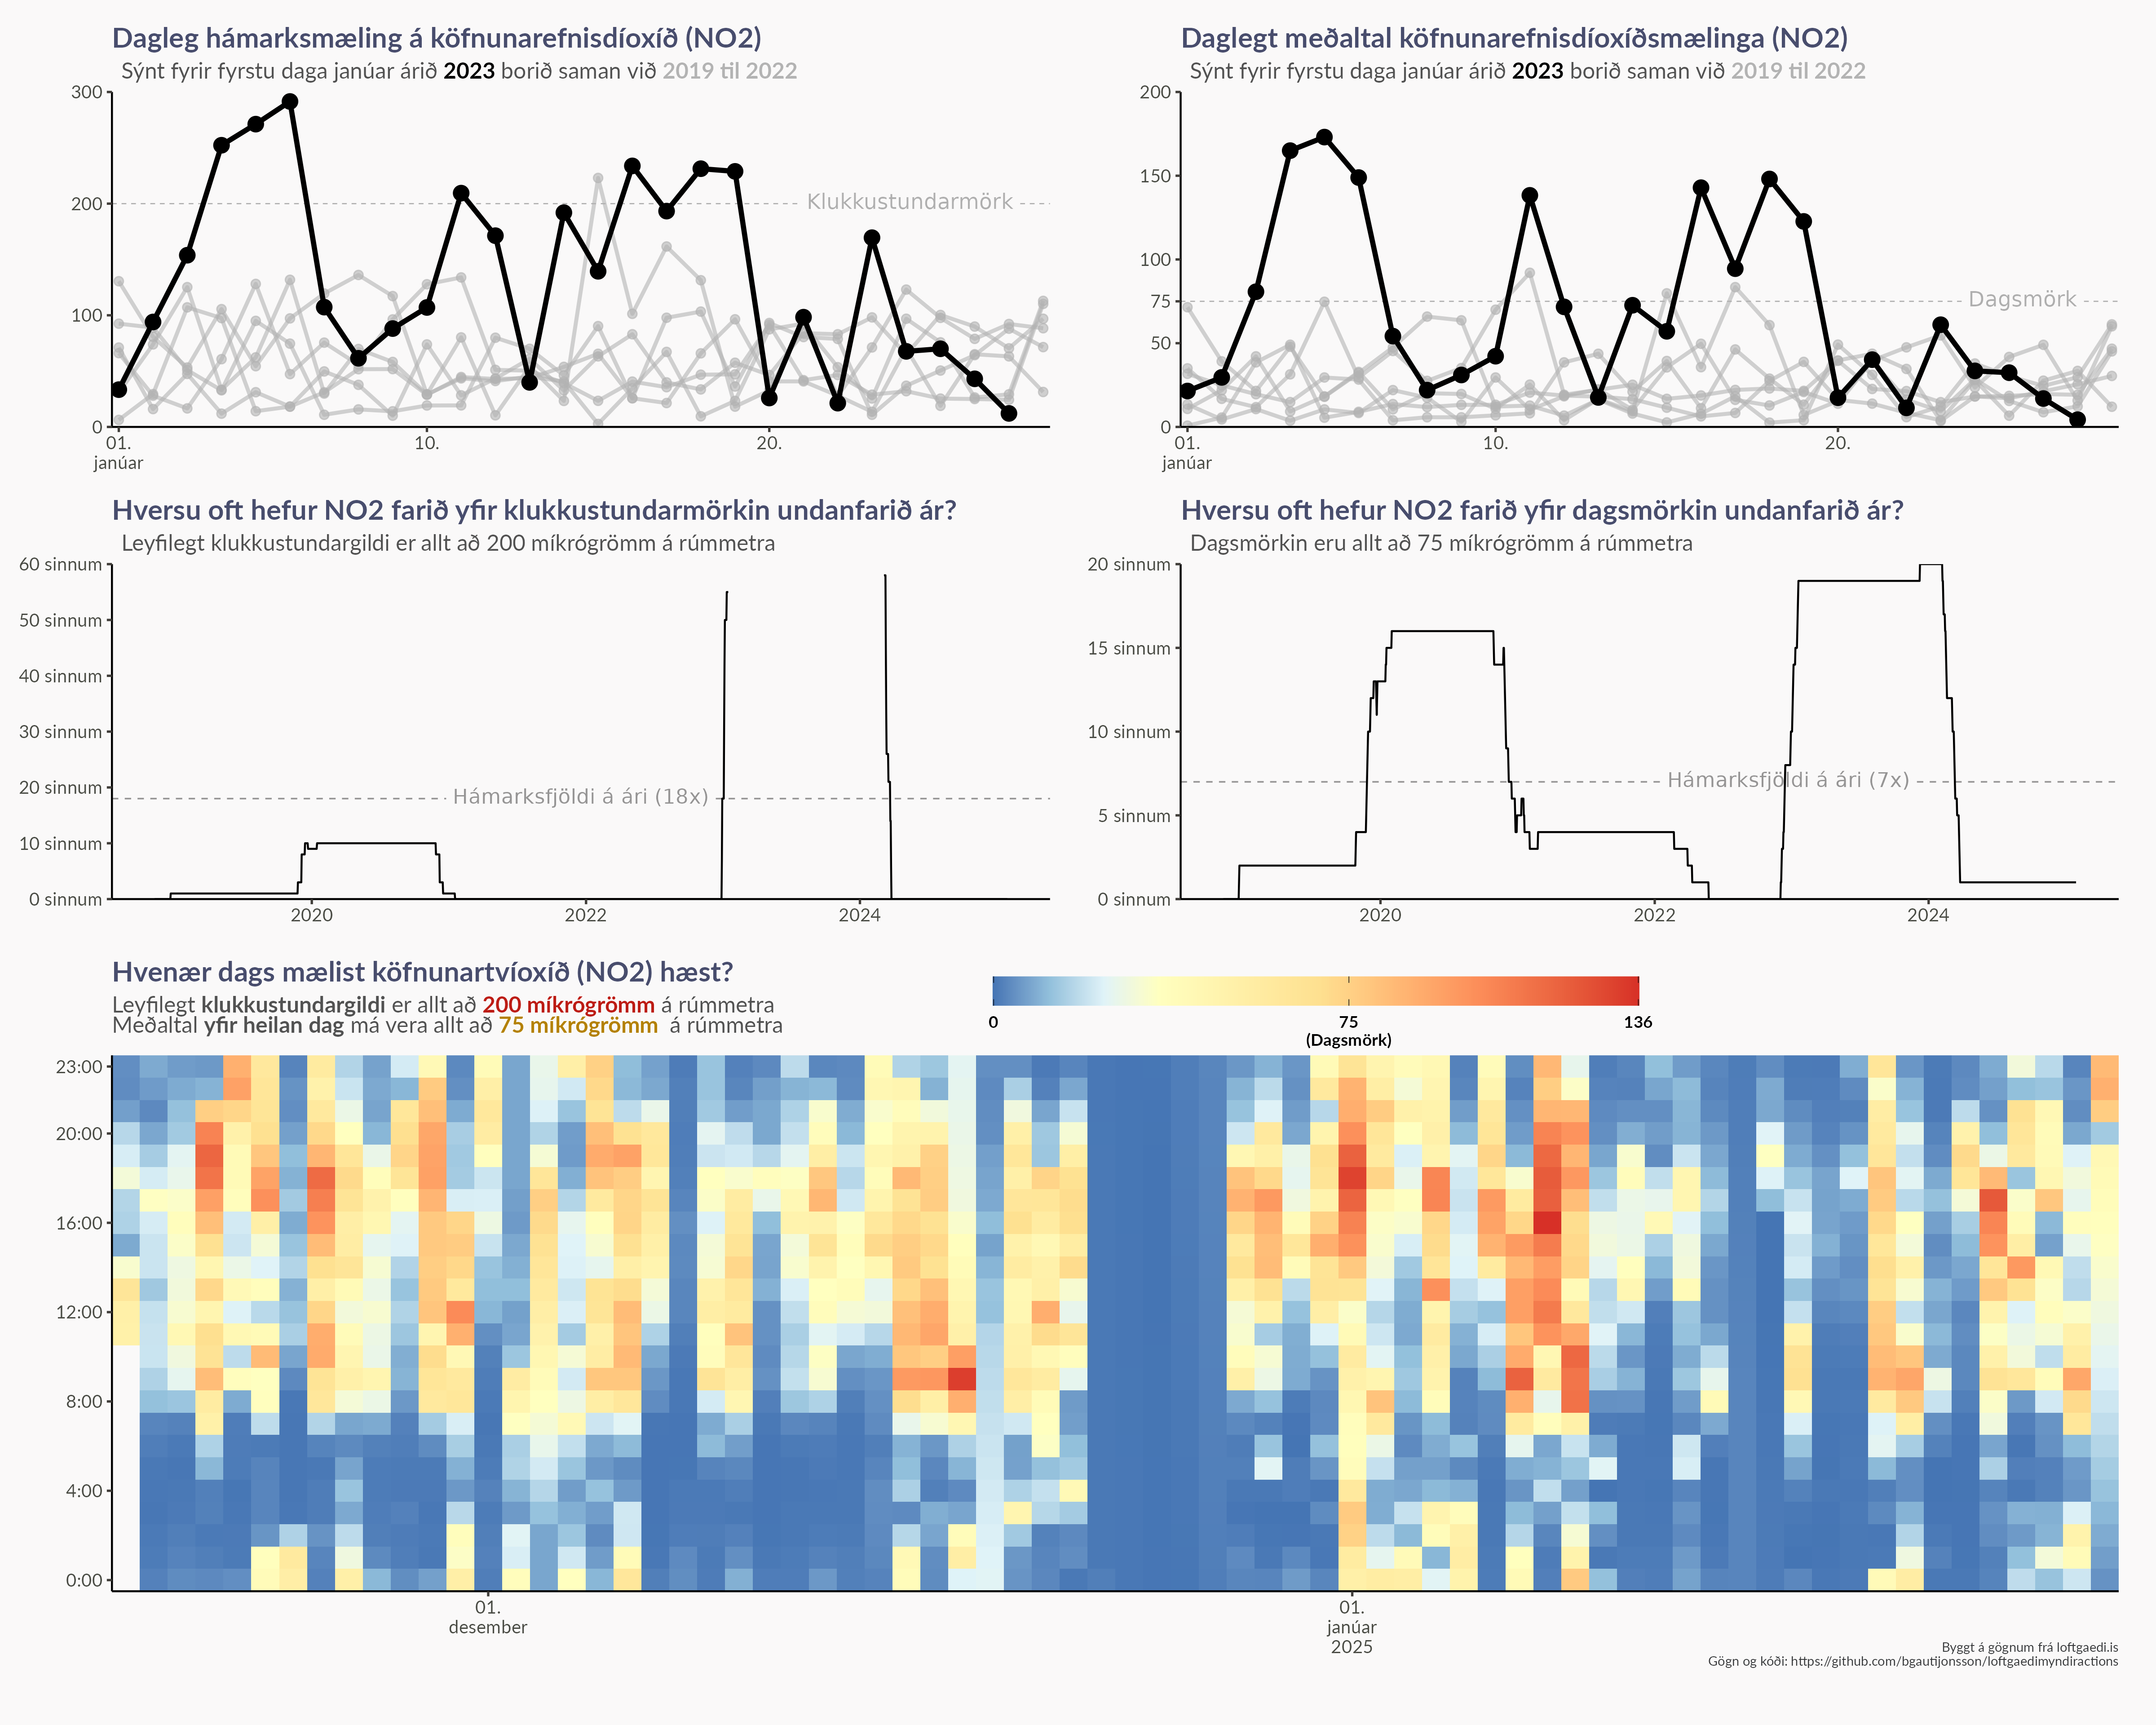 Dagleg hámarksmæling á köfnunarefnisdíoxíð (NO2)
Sýnt fyrir fyrstu daga janúar árið 2023 borið saman við 2019 til 2022
300
200
100
0
Klukkustundarmörk
01.
janúar
10.
20.
Daglegt meðaltal köfnunarefnisdíoxíðsmælinga (NO2)
Sýnt fyrir fyrstu daga janúar árið 2023 borið saman við 2019 til 2022
200
150
100
75
50
0
Dagsmörk
01.
janúar
10.
20.
Hversu oft hefur NO2 farið yfir klukkustundarmörkin undanfarið ár?
Leyfilegt klukkustundargildi er allt að 200 míkrógrömm á rúmmetra
60 sinnum
50 sinnum
40 sinnum
30 sinnum
20 sinnum
10 sinnum
0 sinnum
Hámarksfjöldi á ári (18x)
2020
2022
2024
Hversu oft hefur NO2 farið yfir dagsmörkin undanfarið ár?
Dagsmörkin eru allt að 75 míkrógrömm á rúmmetra
20 sinnum
15 sinnum
10 sinnum
5 sinnum
0 sinnum
Hámarksfjöldi á ári (7x)
2020
2022
2024
Hvenær dags mælist köfnunartvíoxíð (NO2) hæst?
Leyfilegt klukkustundargildi er allt að 200 míkrógrömm á rúmmetra
Meðaltal yfir heilan dag má vera allt að 75 míkrógrömm á rúmmetra
0
75
(Dagsmörk)
136
23:00
20:00
16:00
12:00
8:00
4:00
0:00
01.
desember
01.
janúar
2025
Byggt á gögnum frá loftgaedi.is
Gögn og kóði: https://github.com/bgautijonsson/loftgaedimyndiractions